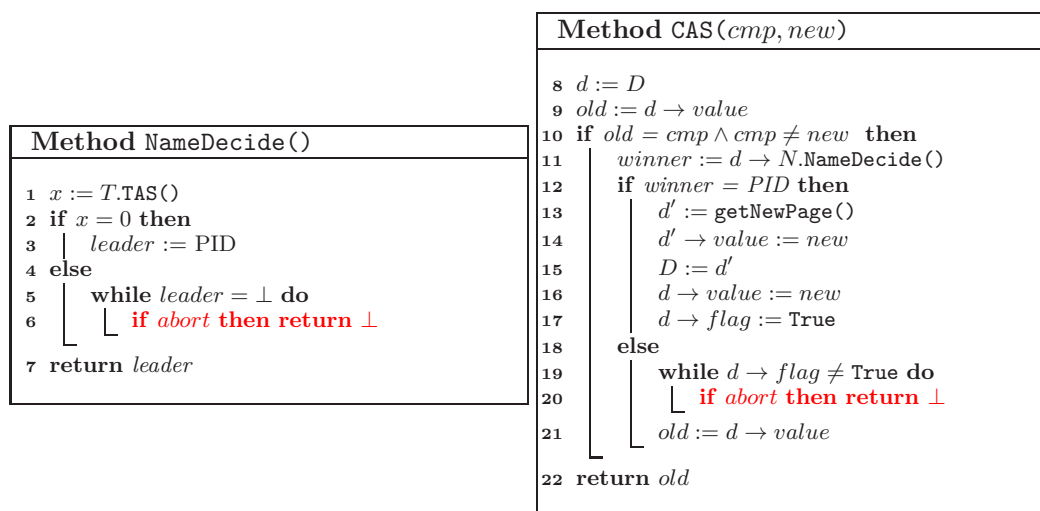 Method NameDecide()
1 x := T.TAS()
2 if x = 0 then
3 leader := PID
4 else
5 while leader = ⊥ do
6 if abort then return ⊥
7 return leader
Method CAS(cmp, new)
8 d := D
9 old := d → value
10 if old = cmp ∧ cmp ≠ new then
11 winner := d → N.NameDecide()
12 if winner = PID then
13 d′ := getNewPage()
14 d′ → value := new
15 D := d′
16 d → value := new
17 d → flag := True
18 else
19 while d → flag ≠ True do
20 if abort then return ⊥
21 old := d → value
22 return old